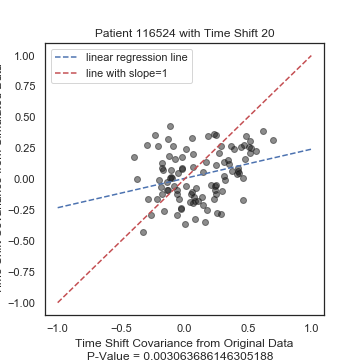 Patient 116524 with Time Shift 20
linear regression line
line with slope=1
1.00
0.75
0.50
0.25
0.00
−0.25
−0.50
−0.75
−1.00
−1.0
−0.5
0.0
0.5
1.0
Time Shift Covariance from Original Data
P-Value = 0.003063686146305188